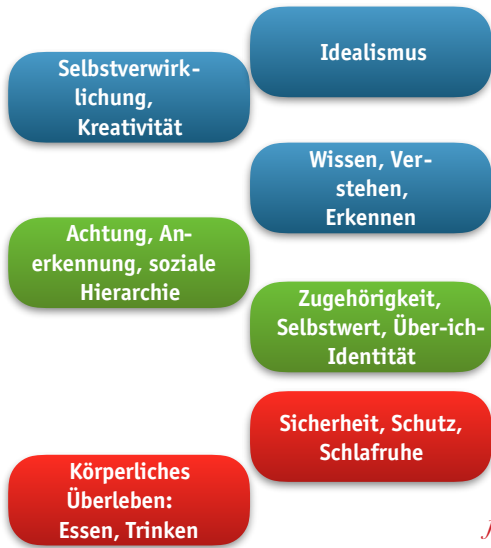 Idealismus
Selbstverwirk-
lichung,
Kreativität
Wissen, Ver-
stehen,
Erkennen
Achtung, An-
erkennung, soziale
Hierarchie
Zugehörigkeit,
Selbstwert, Über-ich-
Identität
Sicherheit, Schutz,
Schlafruhe
Körperliches
Überleben:
Essen, Trinken